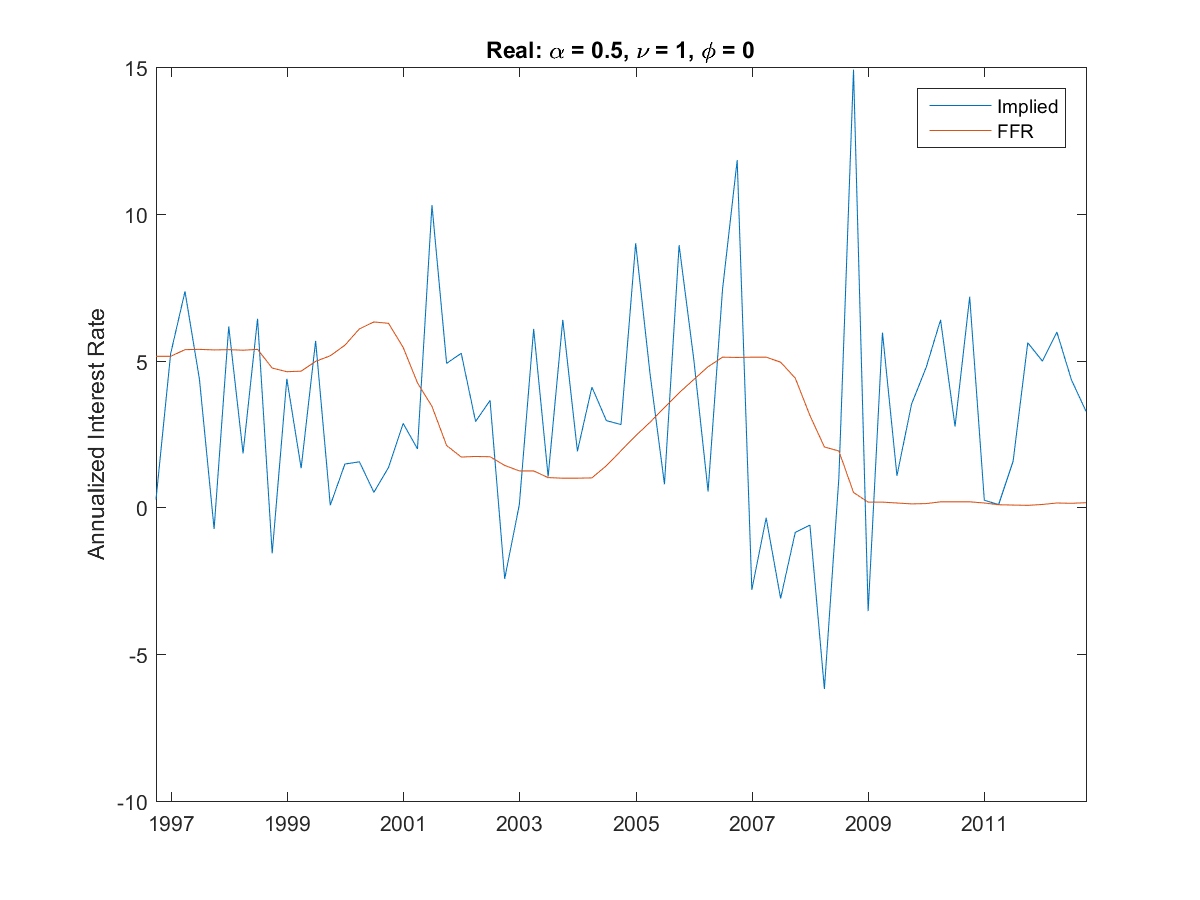 Real: α = 0.5, ν = 1, ϕ = 0
15
10
5
0
-5
-10
Annualized Interest Rate
Implied
FFR
1997 1999 2001 2003 2005 2007 2009 2011